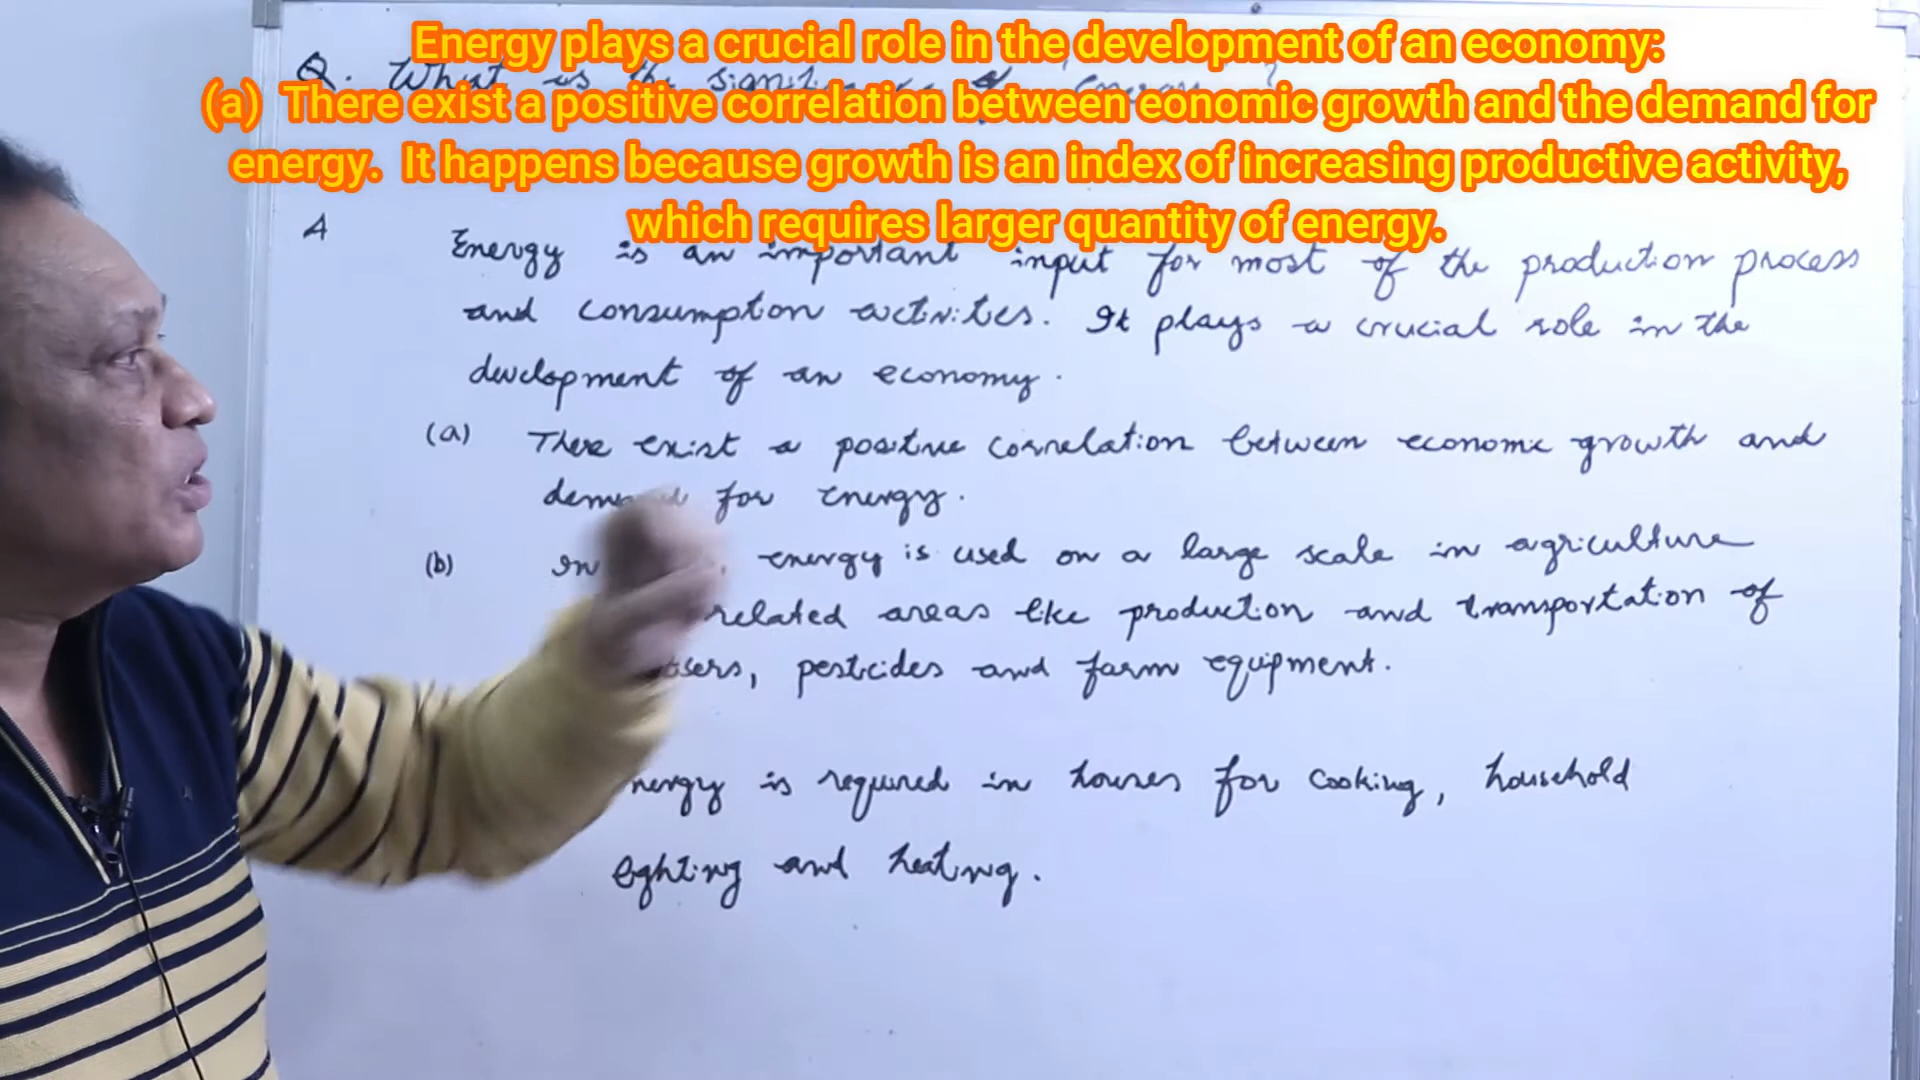 Energy plays a crucial role in the development of an economy:
(a) There exist a positive correlation between eonomic growth and the demand for
energy. It happens because growth is an index of increasing productive activity,
which requires larger quantity of energy.
Q. What is the
A Energy is an important input for most of the production process
and consumption activities. It plays a crucial role in the
development of an economy.
(a) There exist a positive correlation between economic growth and
for energy.
(b) In energy is used on a large scale in agriculture
related areas like production and transportation of
pesticides and farm equipment.
is required in houses for cooking, household
lighting and heating.